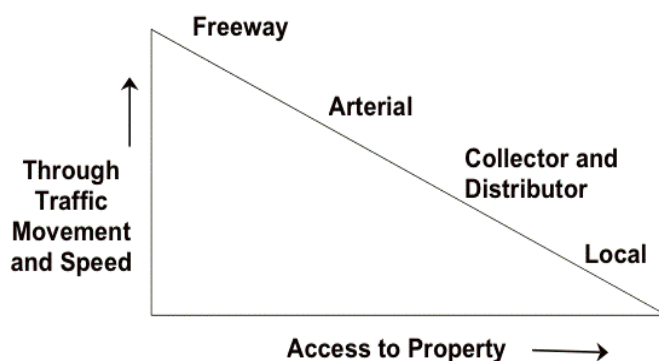 Freeway
Arterial
Through
Traffic
Movement
and Speed
Collector and
Distributor
Local
Access to Property